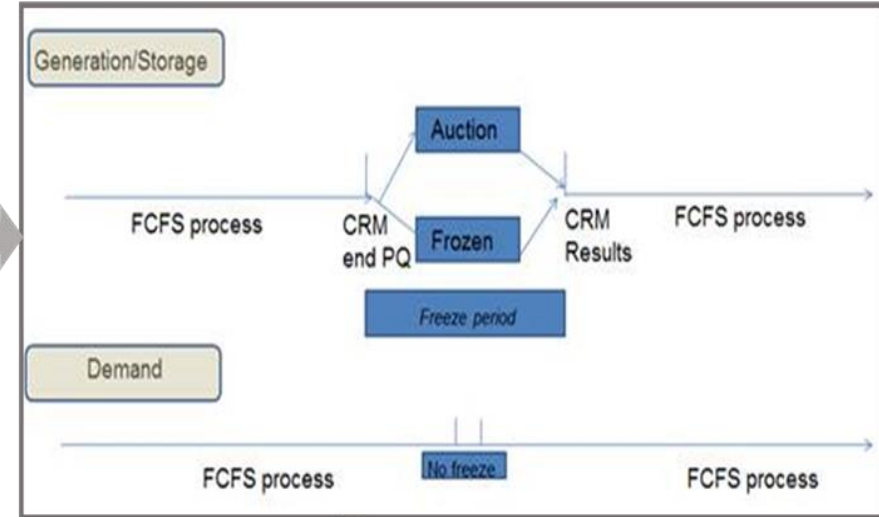 Generation/Storage
Auction
FCFS process
CRM
end PQ
Frozen
CRM
Results
FCFS process
Freeze period
Demand
FCFS process
No freeze
FCFS process